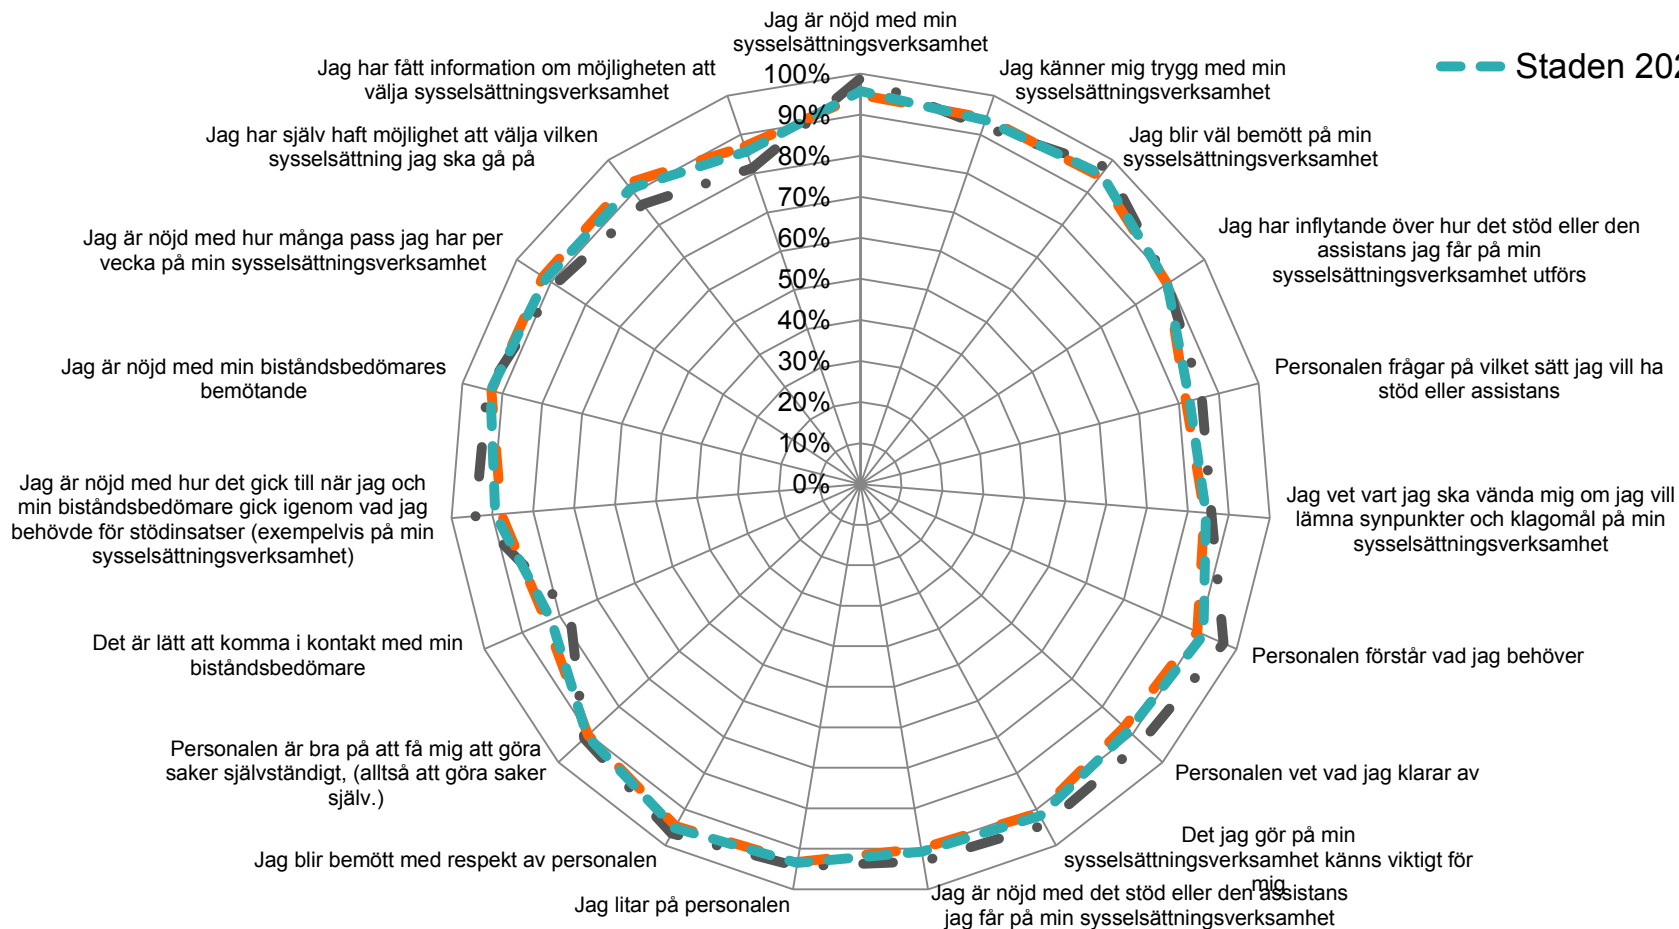 Jag är nöjd med min
sysselsättningsverksamhet
Staden
Jag har fått information om möjligheten att
välja sysselsättningsverksamhet
Jag känner mig trygg med min
sysselsättningsverksamhet
Jag har själv haft möjlighet att välja vilken
sysselsättning jag ska gå på
Jag blir väl bemött på min
sysselsättningsverksamhet
Jag är nöjd med hur många pass jag har per
vecka på min sysselsättningsverksamhet
Jag har inflytande över hur det stöd eller den
assistans jag får på min
sysselsättningsverksamhet utförs
Jag är nöjd med min biståndsbedömares
bemötande
Personalen frågar på vilket sätt jag vill ha
stöd eller assistans
Jag är nöjd med hur det gick till när jag och
min biståndsbedömare gick igenom vad jag
behövde för stödinsatser (exempelvis på min
sysselsättningsverksamhet)
Jag vet vart jag ska vända mig om jag vill
lämna synpunkter och klagomål på min
sysselsättningsverksamhet
Det är lätt att komma i kontakt med min
biståndsbedömare
Personalen förstår vad jag behöver
Personalen är bra på att få mig att göra
saker självständigt, (alltså att göra saker
själv.)
Personalen vet vad jag klarar av
Jag blir bemött med respekt av personalen
Det jag gör på min
sysselsättningsverksamhet känns viktigt för
mig
Jag litar på personalen
Jag är nöjd med det stöd eller den assistans
jag får på min sysselsättningsverksamhet
100%
90%
80%
70%
60%
50%
40%
30%
20%
10%
0%